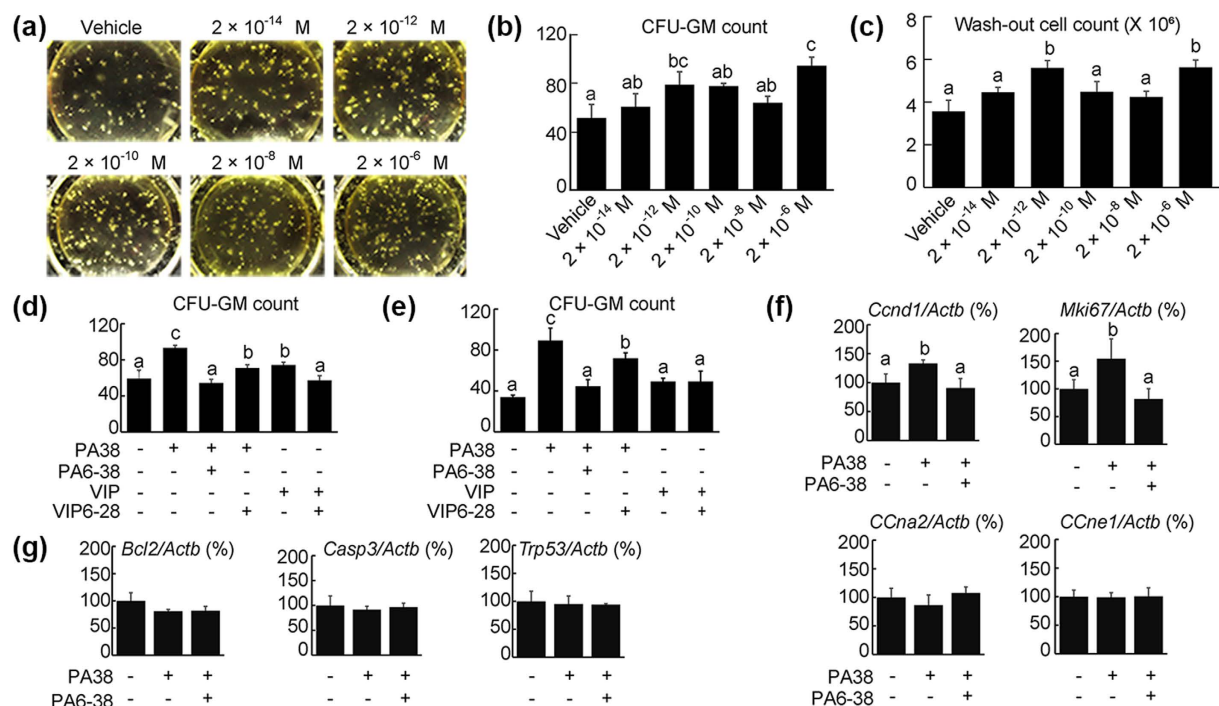 (a)
Vehicle 2 × 10⁻¹⁴ M 2 × 10⁻¹² M
2 × 10⁻¹⁰ M 2 × 10⁻⁸ M 2 × 10⁻⁶ M
(b)
CFU-GM count
120
80
40
0
a ab bc ab ab c
Vehicle 2 × 10⁻¹⁴ M 2 × 10⁻¹² M 2 × 10⁻¹⁰ M 2 × 10⁻⁸ M 2 × 10⁻⁶ M
(c)
Wash-out cell count (X 10⁶)
8
6
4
2
0
a a b a a b
Vehicle 2 × 10⁻¹⁴ M 2 × 10⁻¹² M 2 × 10⁻¹⁰ M 2 × 10⁻⁸ M 2 × 10⁻⁶ M
(d)
CFU-GM count
120
80
40
0
a c a b b a
PA38 - + + + - -
PA6-38 - - + - - -
VIP - - - - + +
VIP6-28 - - - + - +
(e)
CFU-GM count
120
80
40
0
a c a b a a
PA38 - + + + - -
PA6-38 - - + - - -
VIP - - - - + +
VIP6-28 - - - + - +
(f)
Ccnd1/Actb (%)
200
150
100
50
0
a b a
Mki67/Actb (%)
200
150
100
50
0
a b a
PA38 - + + - + +
PA6-38 - - + - - +
CCna2/Actb (%)
200
150
100
50
0
CCne1/Actb (%)
200
150
100
50
0
PA38 - + + - + +
PA6-38 - - + - - +
(g)
Bcl2/Actb (%)
200
150
100
50
0
Casp3/Actb (%)
200
150
100
50
0
Trp53/Actb (%)
200
150
100
50
0
PA38 - + + - + + - + +
PA6-38 - - + - - + - - +